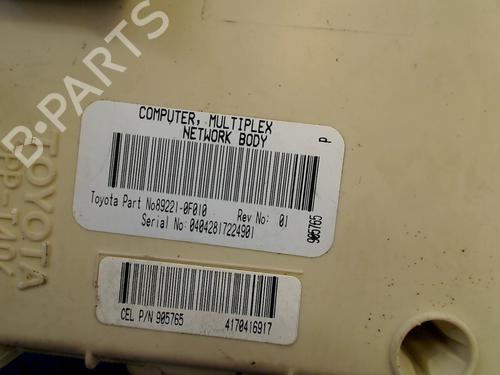 B-PARTS
COMPUTER, MULTIPLEX
NETWORK BODY
P
Toyota Part No89221-0F010 Rev No: 01
Serial No: 04042817224901
905765
CEL P/N 905765 4170416917
TOYOTA